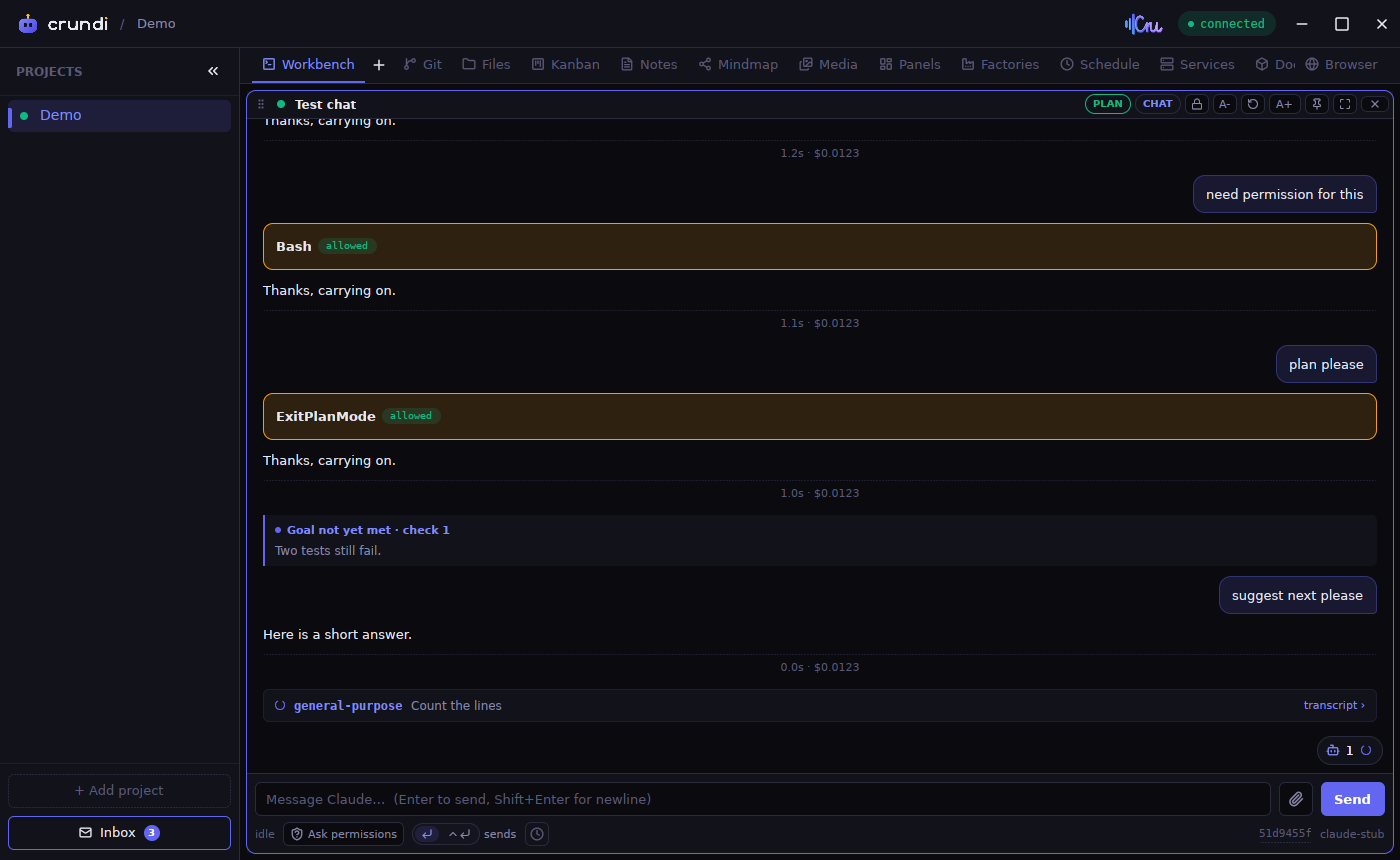 crundi / Demo
Cru
connected
PROJECTS
Workbench
Git
Files
Kanban
Notes
Mindmap
Media
Panels
Factories
Schedule
Services
Doc
Browser
Demo
Test chat
PLAN
CHAT
A-
A+
Thanks, carrying on.
1.2s · $0.0123
need permission for this
Bash allowed
Thanks, carrying on.
1.1s · $0.0123
plan please
ExitPlanMode allowed
Thanks, carrying on.
1.0s · $0.0123
Goal not yet met · check 1
Two tests still fail.
suggest next please
Here is a short answer.
0.0s · $0.0123
general-purpose Count the lines
transcript ›
1
+ Add project
Inbox 3
Message Claude... (Enter to send, Shift+Enter for newline)
Send
idle
Ask permissions
sends
51d9455f
claude-stub